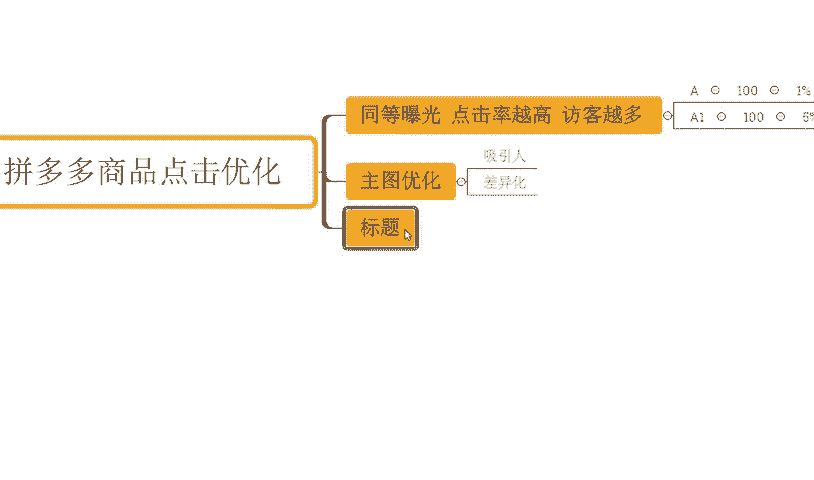 拼多多商品点击优化
同等曝光 点击率越高 访客越多
A 100 1%
A1 100 5%
主图优化
吸引人
差异化
标题